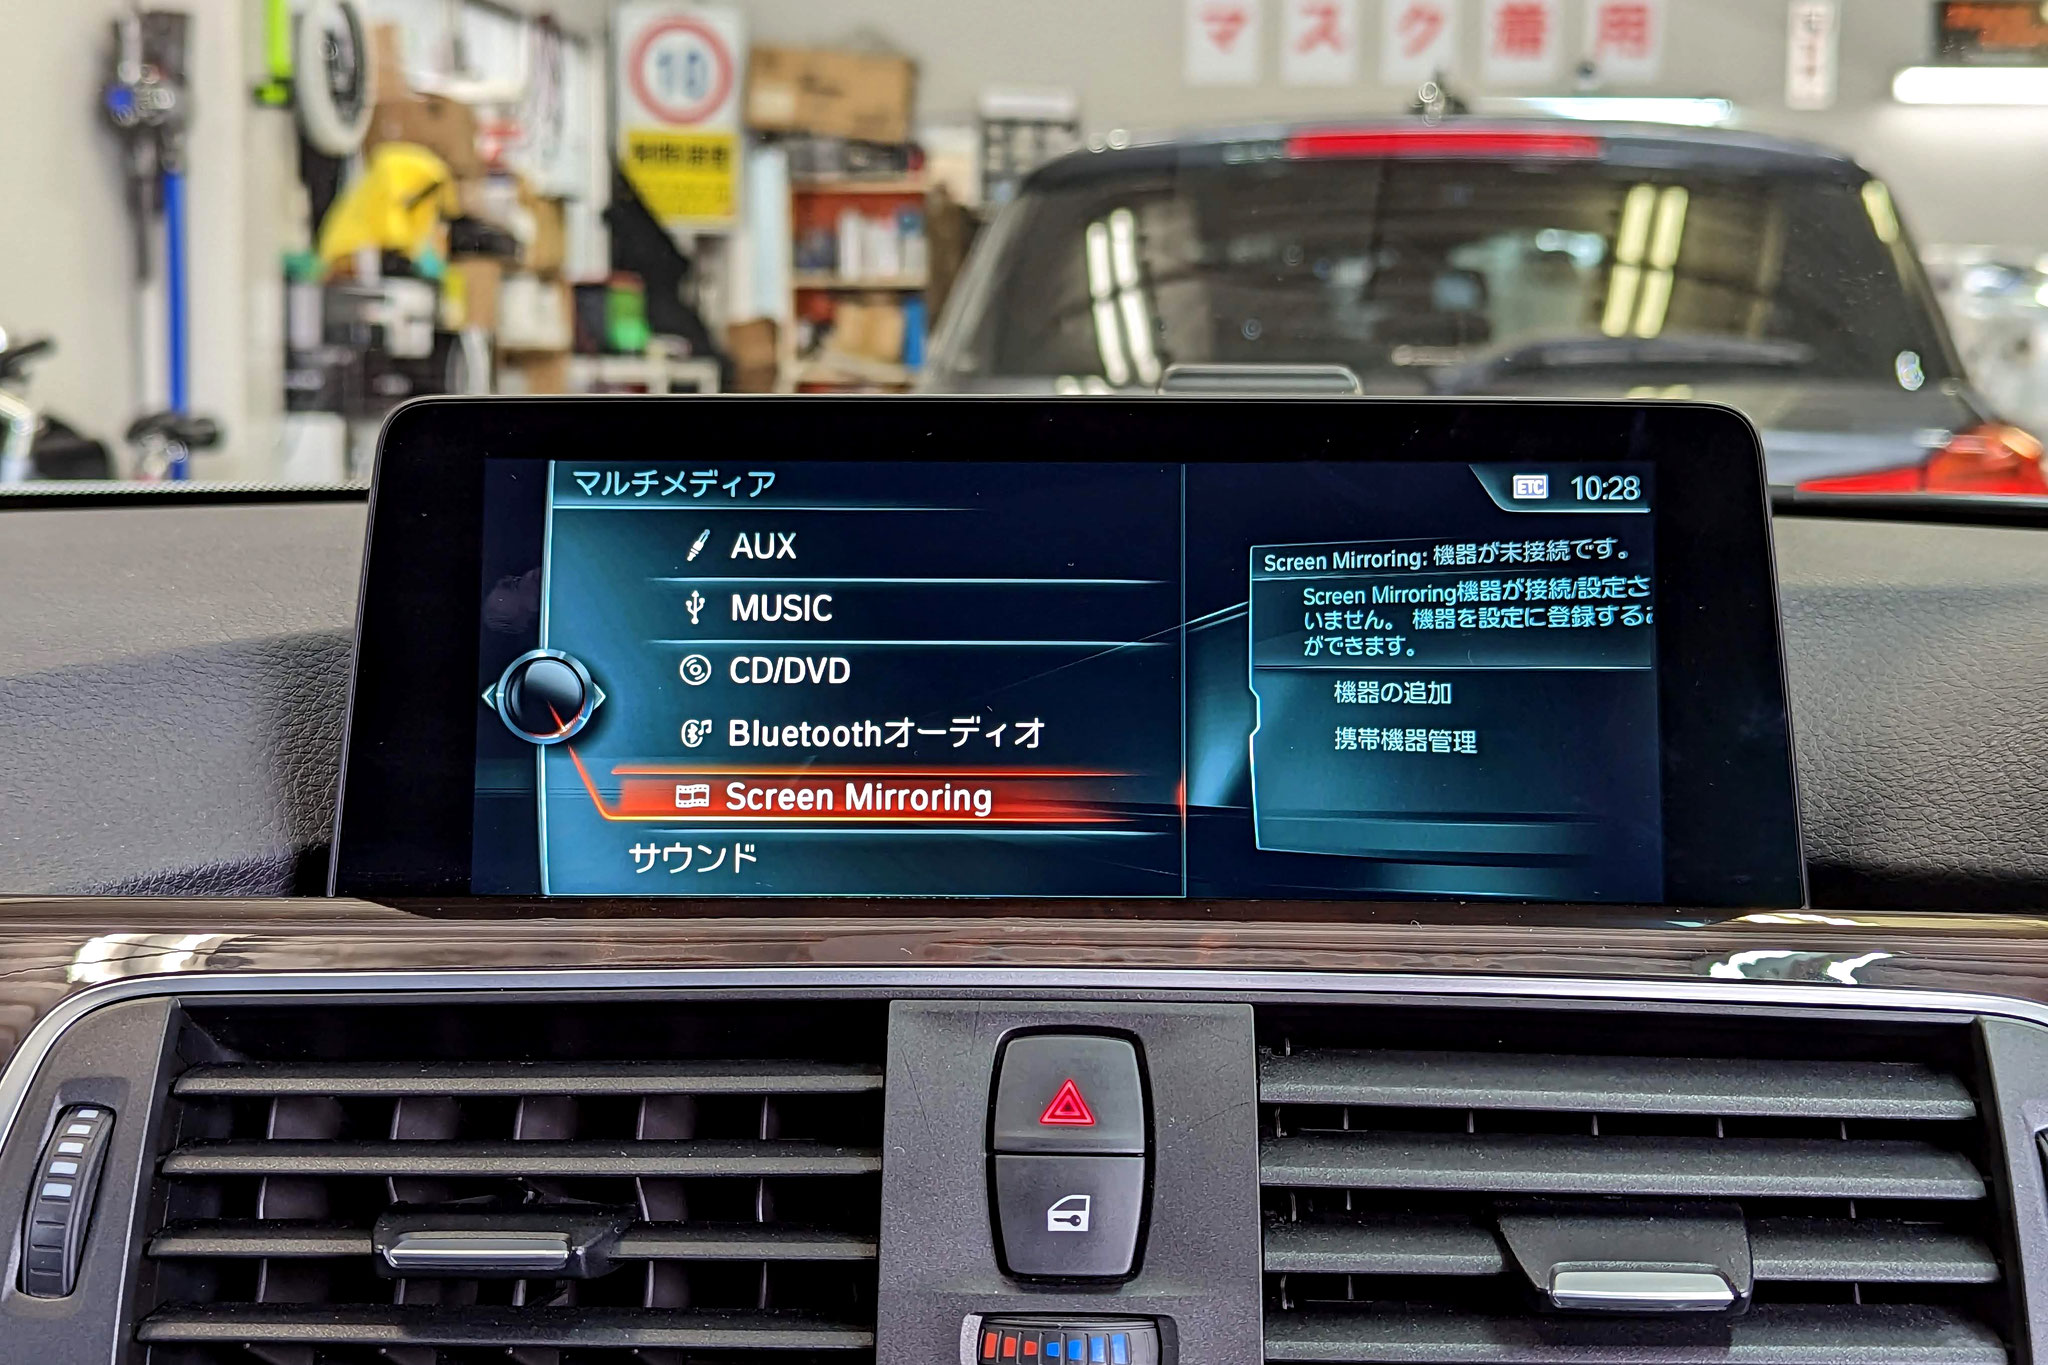 マスク着用
10
マルチメディア
ETC 10:28
AUX
MUSIC
CD/DVD
Bluetoothオーディオ
Screen Mirroring
サウンド
Screen Mirroring: 機器が未接続です。
Screen Mirroring機器が接続/設定さ
いません。 機器を設定に登録する
ができます。
機器の追加
携帯機器管理